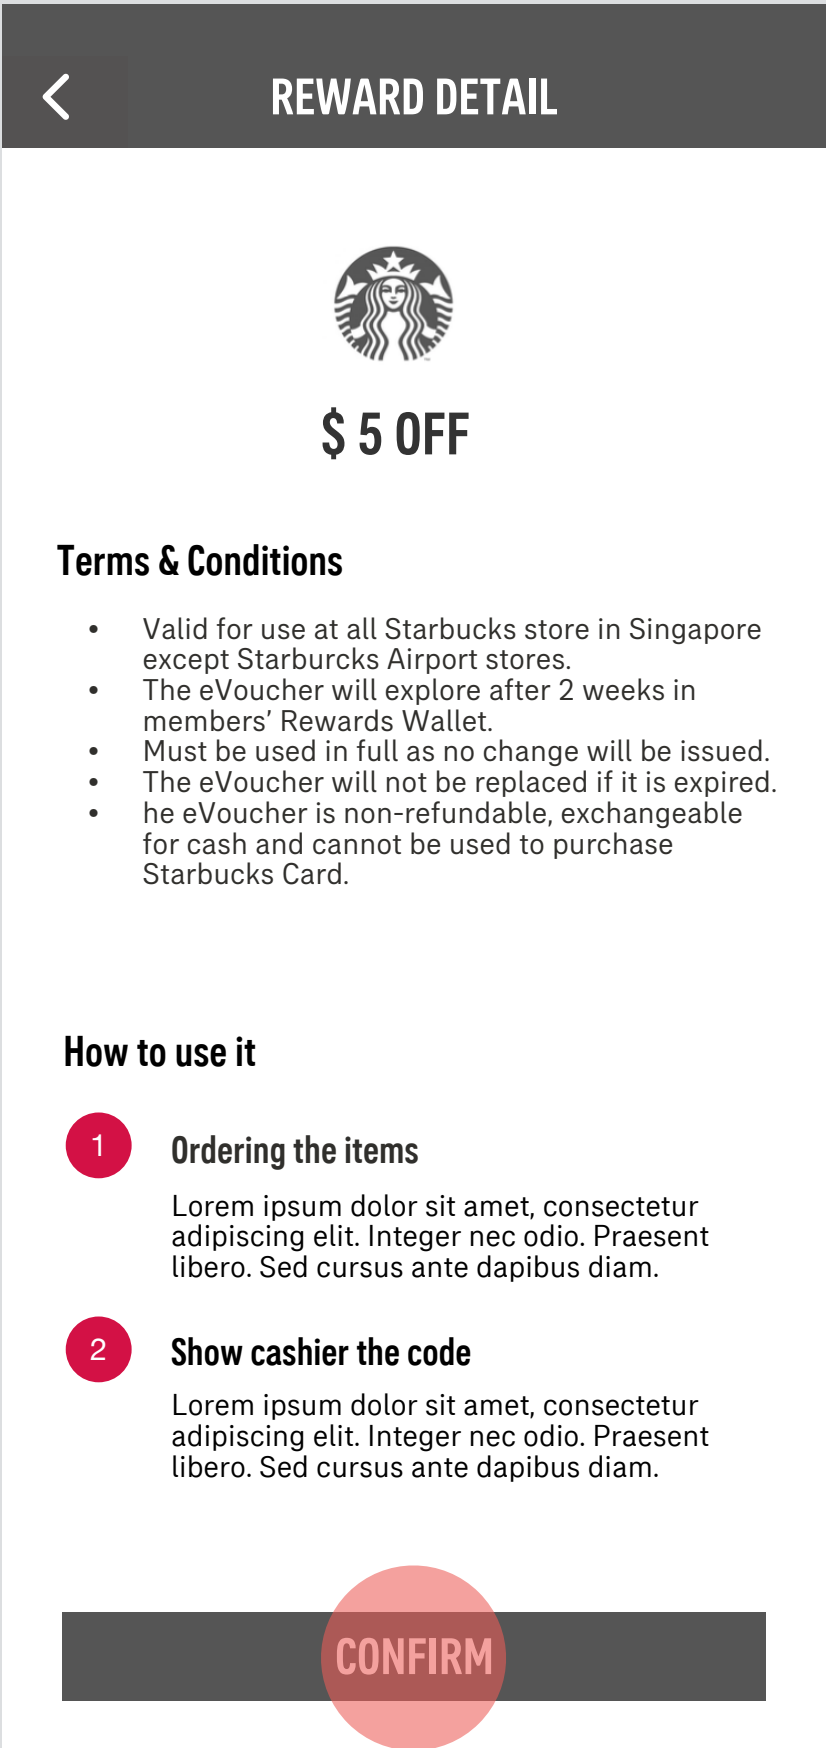 REWARD DETAIL
$ 5 OFF
Terms & Conditions
• Valid for use at all Starbucks store in Singapore
except Starburcks Airport stores.
• The eVoucher will explore after 2 weeks in
members’ Rewards Wallet.
• Must be used in full as no change will be issued.
• The eVoucher will not be replaced if it is expired.
• he eVoucher is non-refundable, exchangeable
for cash and cannot be used to purchase
Starbucks Card.
How to use it
1 Ordering the items
Lorem ipsum dolor sit amet, consectetur
adipiscing elit. Integer nec odio. Praesent
libero. Sed cursus ante dapibus diam.
2 Show cashier the code
Lorem ipsum dolor sit amet, consectetur
adipiscing elit. Integer nec odio. Praesent
libero. Sed cursus ante dapibus diam.
CONFIRM